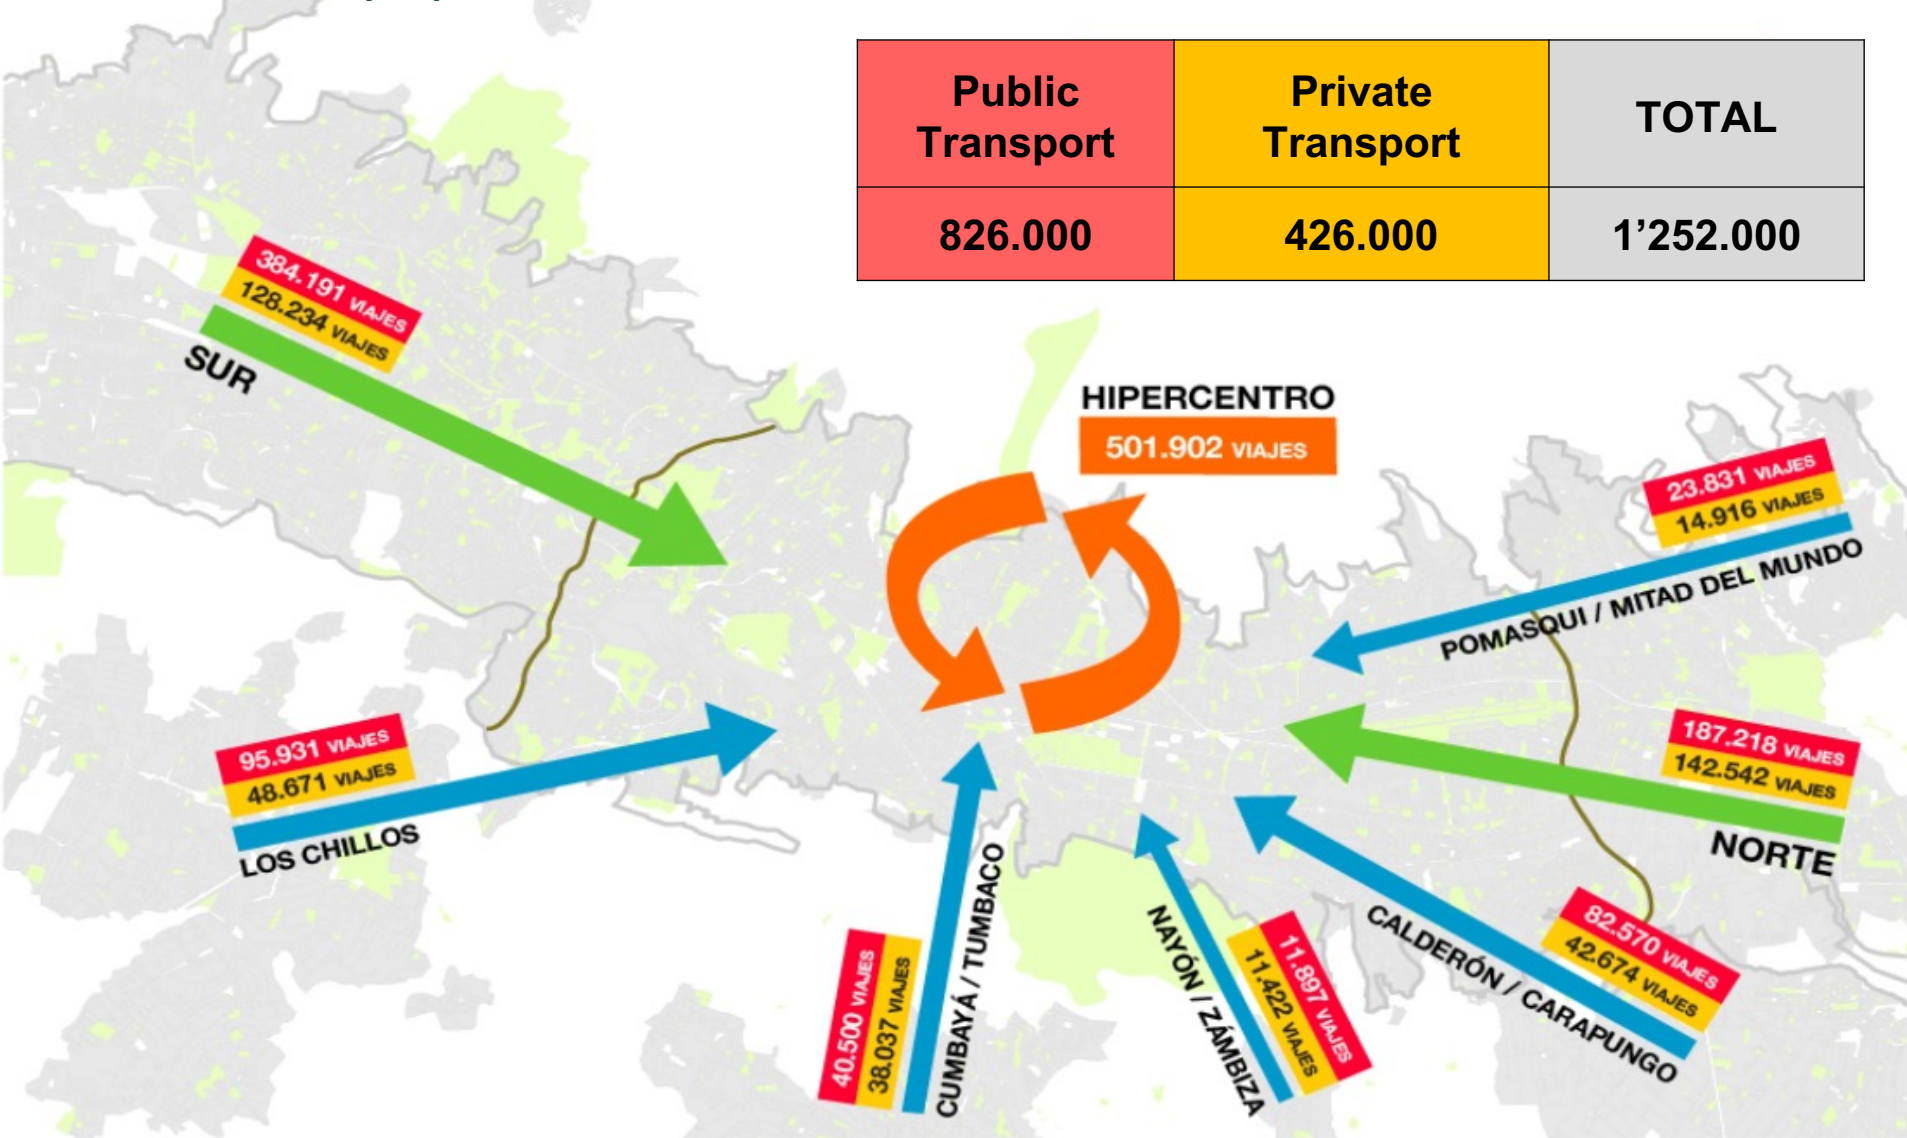 Public
Transport
Private
Transport
TOTAL
826.000
426.000
1’252.000
384.191 VIAJES
128.234 VIAJES
SUR
HIPERCENTRO
501.902 VIAJES
23.831 VIAJES
14.916 VIAJES
POMASQUI / MITAD DEL MUNDO
95.931 VIAJES
48.671 VIAJES
LOS CHILLOS
187.218 VIAJES
142.542 VIAJES
NORTE
40.500 VIAJES
38.037 VIAJES
CUMBAYÁ / TUMBACO
NAYÓN / ZÁMBIZA
11.897 VIAJES
11.422 VIAJES
82.570 VIAJES
42.674 VIAJES
CALDERÓN / CARAPUNGO